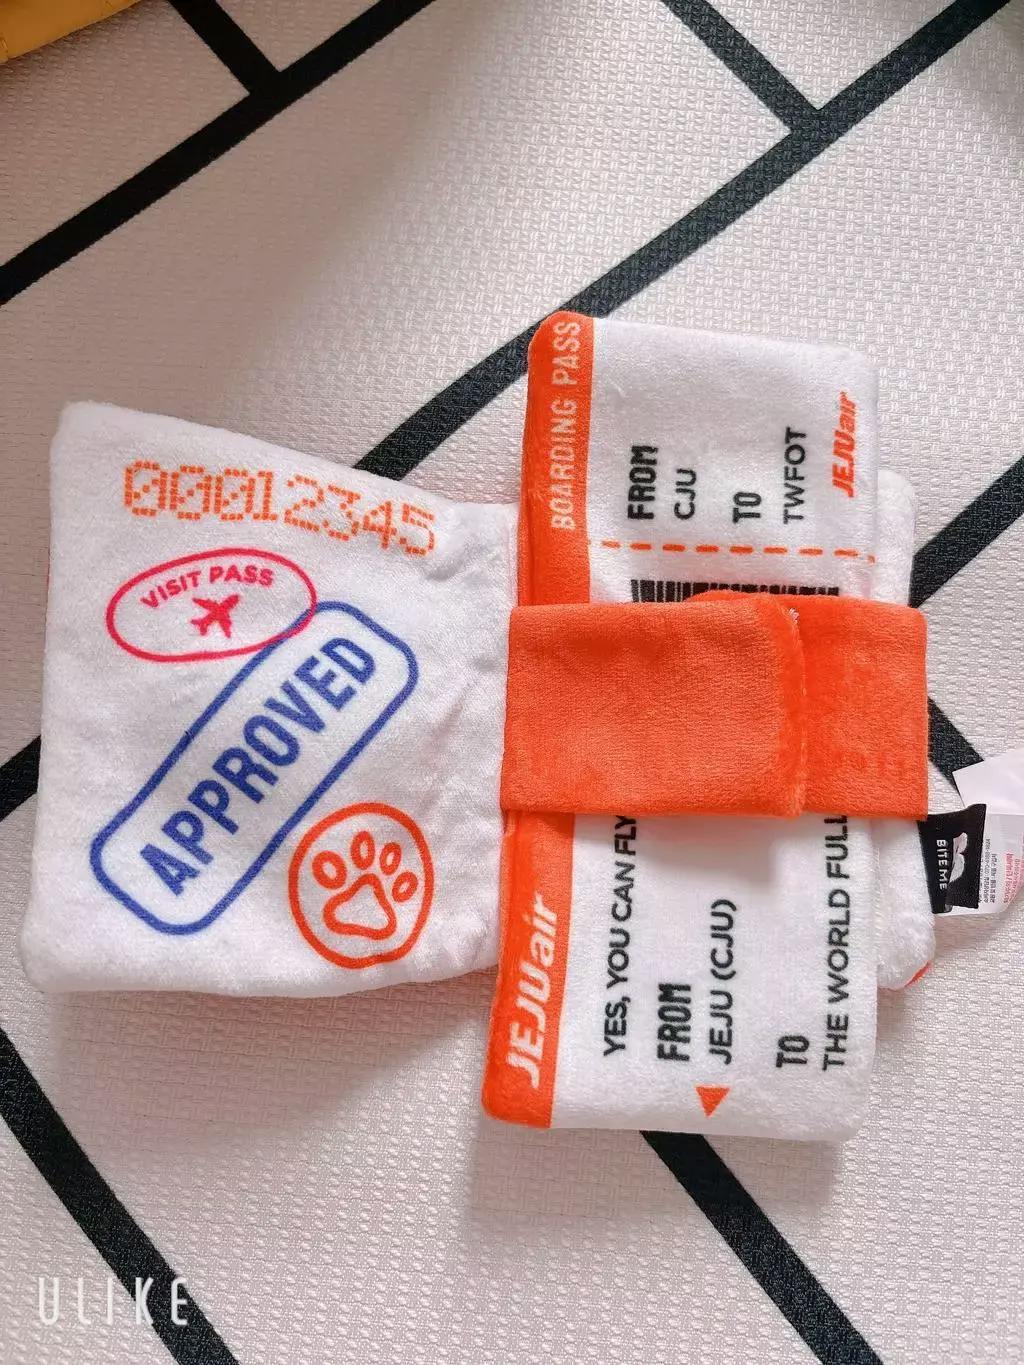 00012345
VISIT PASS
APPROVED
BOARDING PASS
FROM
CJU
TO
TWFOT
JEJUair
JEJUair
YES, YOU CAN FLY
FROM
JEJU (CJU)
TO
THE WORLD FULL
BITE ME
ULIKE